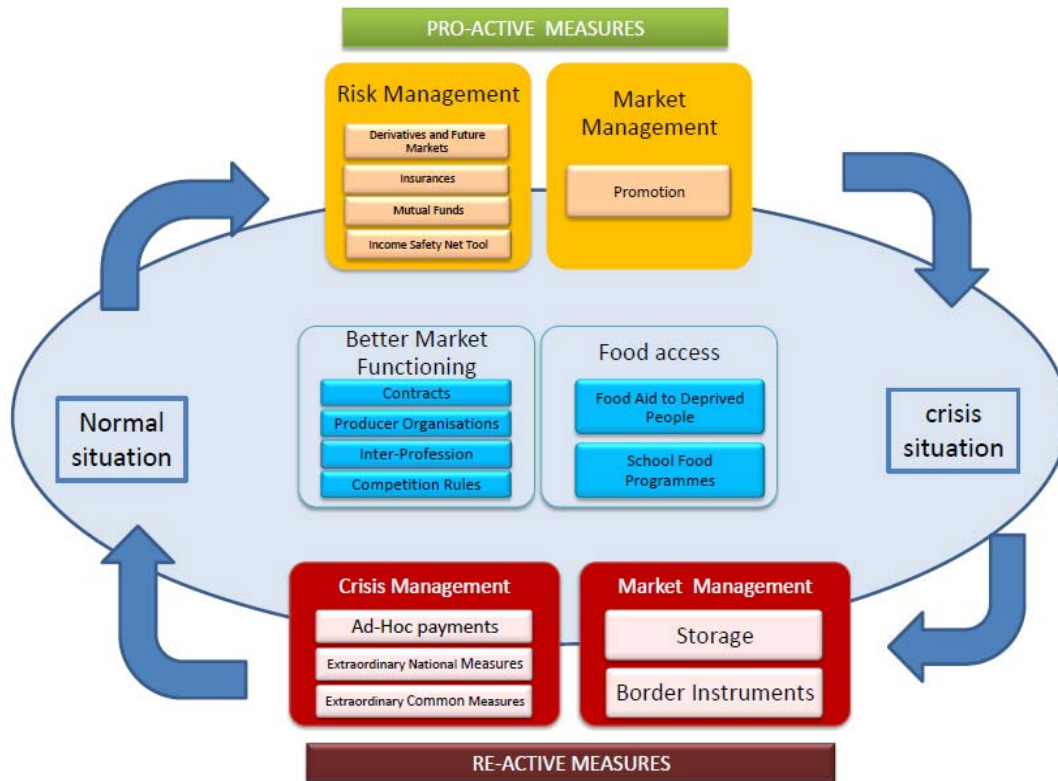 PRO-ACTIVE MEASURES
Risk Management
Derivatives and Future
Markets
Insurances
Mutual Funds
Income Safety Net Tool
Market
Management
Promotion
Normal
situation
Better Market
Functioning
Contracts
Producer Organisations
Inter-Profession
Competition Rules
Food access
Food Aid to Deprived
People
School Food
Programmes
crisis
situation
Crisis Management
Ad-Hoc payments
Extraordinary National Measures
Extraordinary Common Measures
Market Management
Storage
Border Instruments
RE-ACTIVE MEASURES